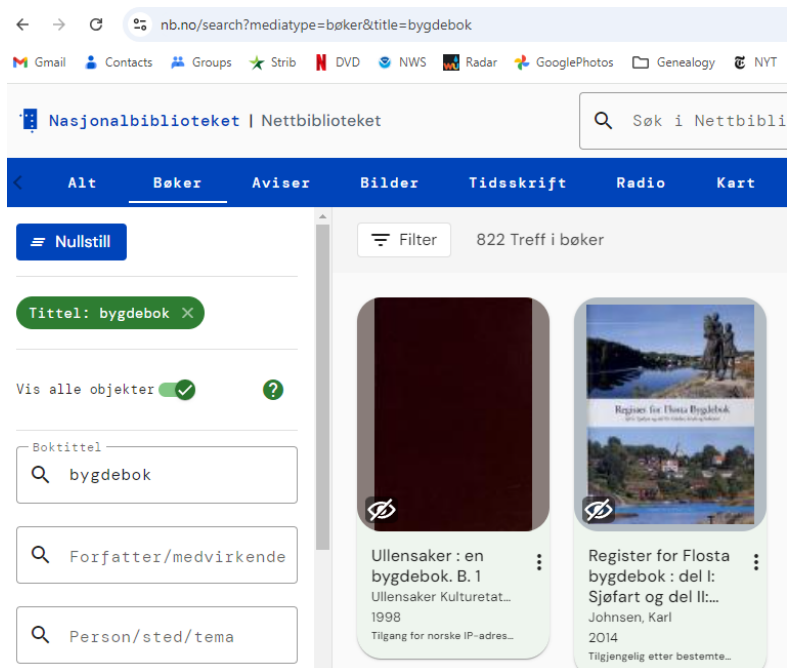 nb.no/search?mediatype=bøker&title=bygdebok
Gmail Contacts Groups Strib DVD NWS Radar GooglePhotos Genealogy NYT
Nasjonalbiblioteket | Nettbiblioteket
Søk i Nettbibli
Alt Bøker Aviser Bilder Tidsskrift Radio Kart
Nullstill
Filter
822 Treff i bøker
Tittel: bygdebok
Vis alle objekter
Boktittel
bygdebok
Forfatter/medvirkende
Person/sted/tema
Ullensaker : en
bygdebok. B. 1
Ullensaker Kulturetat...
1998
Tilgang for norske IP-adres...
Register for Flosta Bygdebok
Register for Flosta
bygdebok : del I:
Sjøfart og del II:...
Johnsen, Karl
2014
Tilgjengelig etter bestemte...